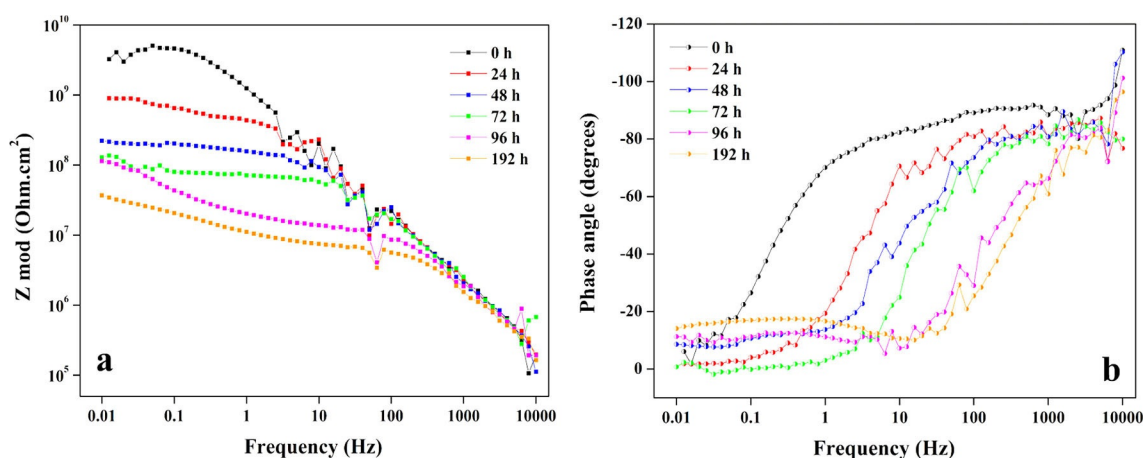 10^10
10^9
10^8
10^7
10^6
10^5
Z mod (Ohm.cm²)
0 h
24 h
48 h
72 h
96 h
192 h
a
0.01 0.1 1 10 100 1000 10000
Frequency (Hz)
-120
-100
-80
-60
-40
-20
0
Phase angle (degrees)
0 h
24 h
48 h
72 h
96 h
192 h
b
0.01 0.1 1 10 100 1000 10000
Frequency (Hz)